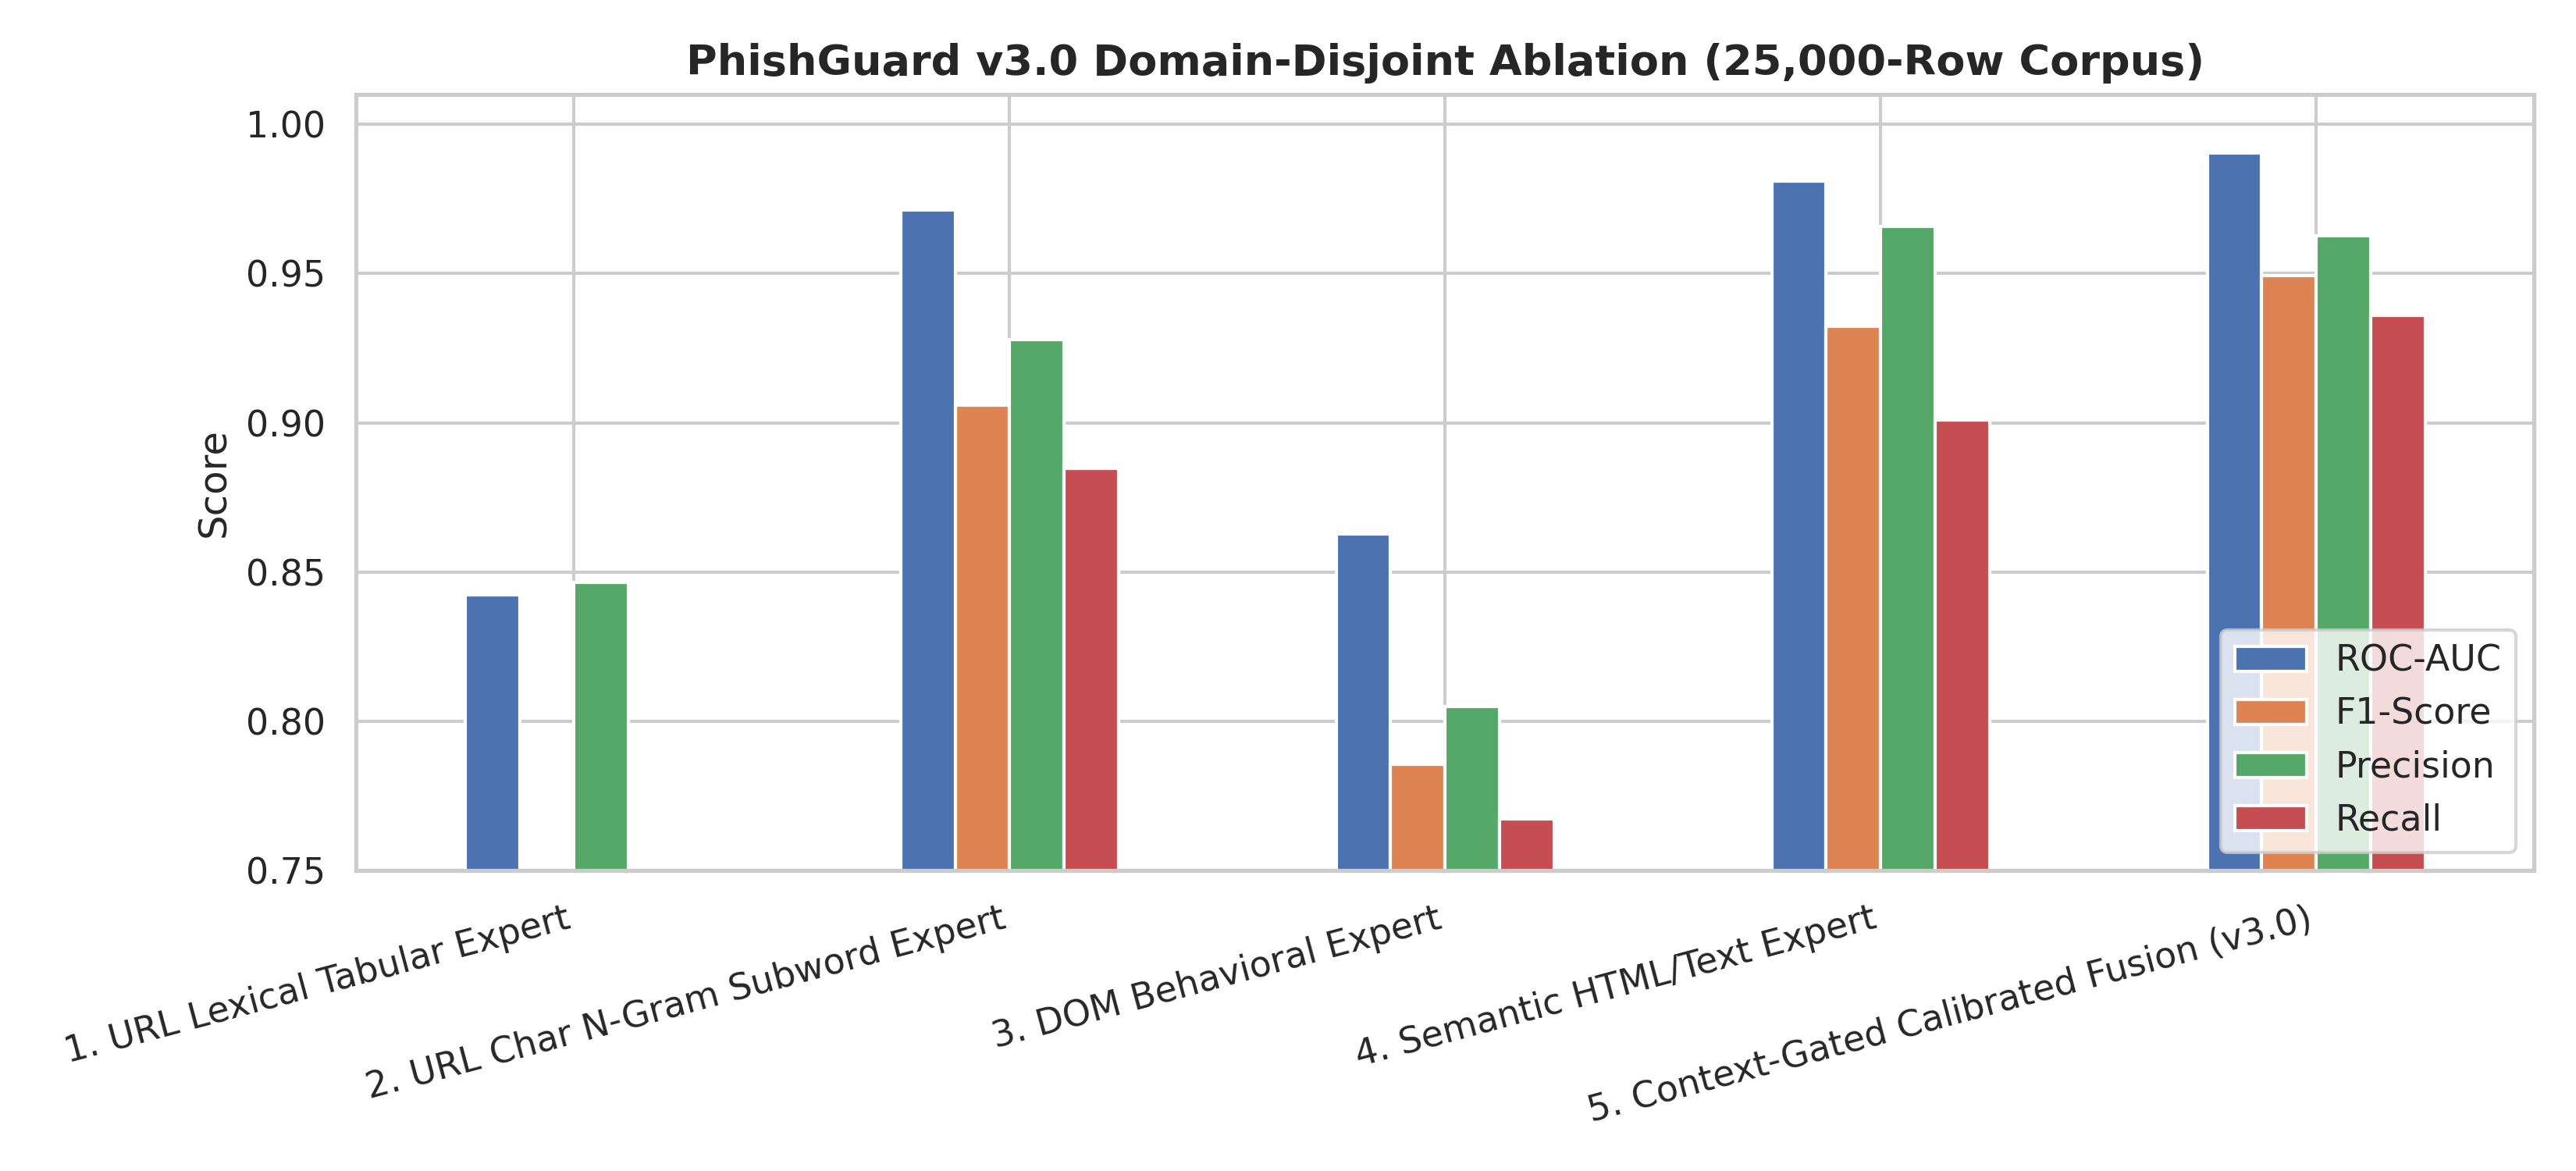 PhishGuard v3.0 Domain-Disjoint Ablation (25,000-Row Corpus)
Score
1.00
0.95
0.90
0.85
0.80
0.75
ROC-AUC
F1-Score
Precision
Recall
1. URL Lexical Tabular Expert
2. URL Char N-Gram Subword Expert
3. DOM Behavioral Expert
4. Semantic HTML/Text Expert
5. Context-Gated Calibrated Fusion (v3.0)